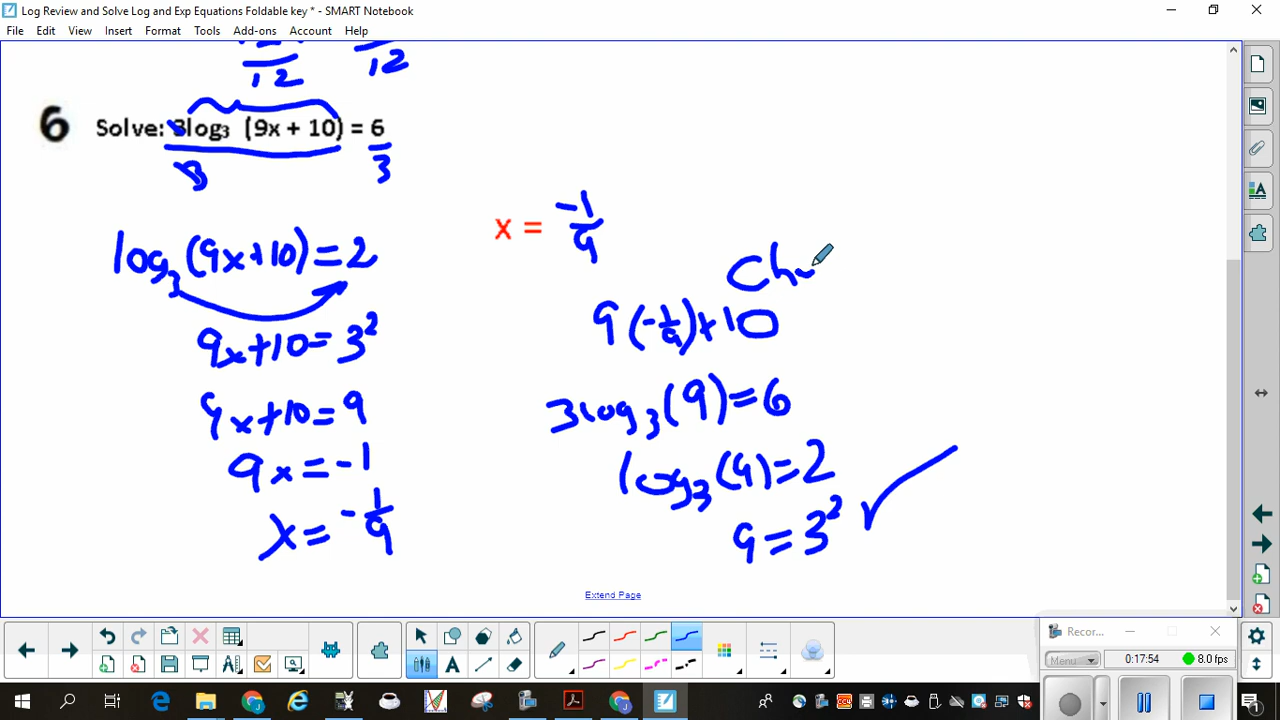 Log Review and Solve Log and Exp Equations Foldable key * - SMART Notebook
File Edit View Insert Format Tools Add-ons Account Help
12 12
6 Solve: 3log₃ (9x + 10) = 6
3 3
x = -1/9
log₃(9x+10)=2
Che
9(-1/9)+10
9x+10=3²
3log₃(9)=6
9x+10=9
9x=-1
log₃(9)=2
x=-1/9
9=3²
Extend Page
Recor...
Menu 0:17:54 8.0 fps